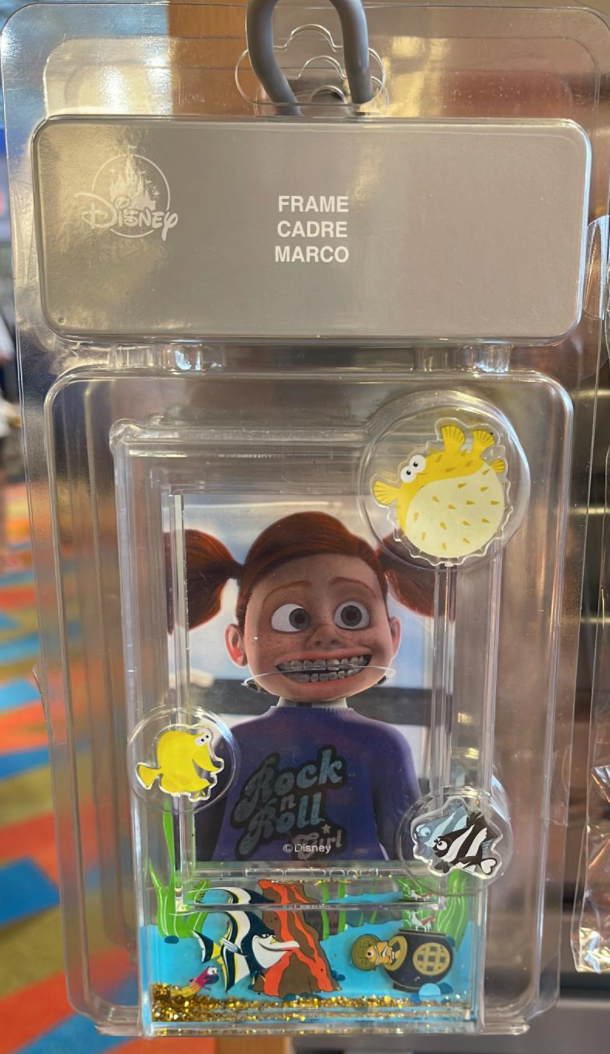 Disney
FRAME
CADRE
MARCO
Rock
n
Roll
Girl
© Disney